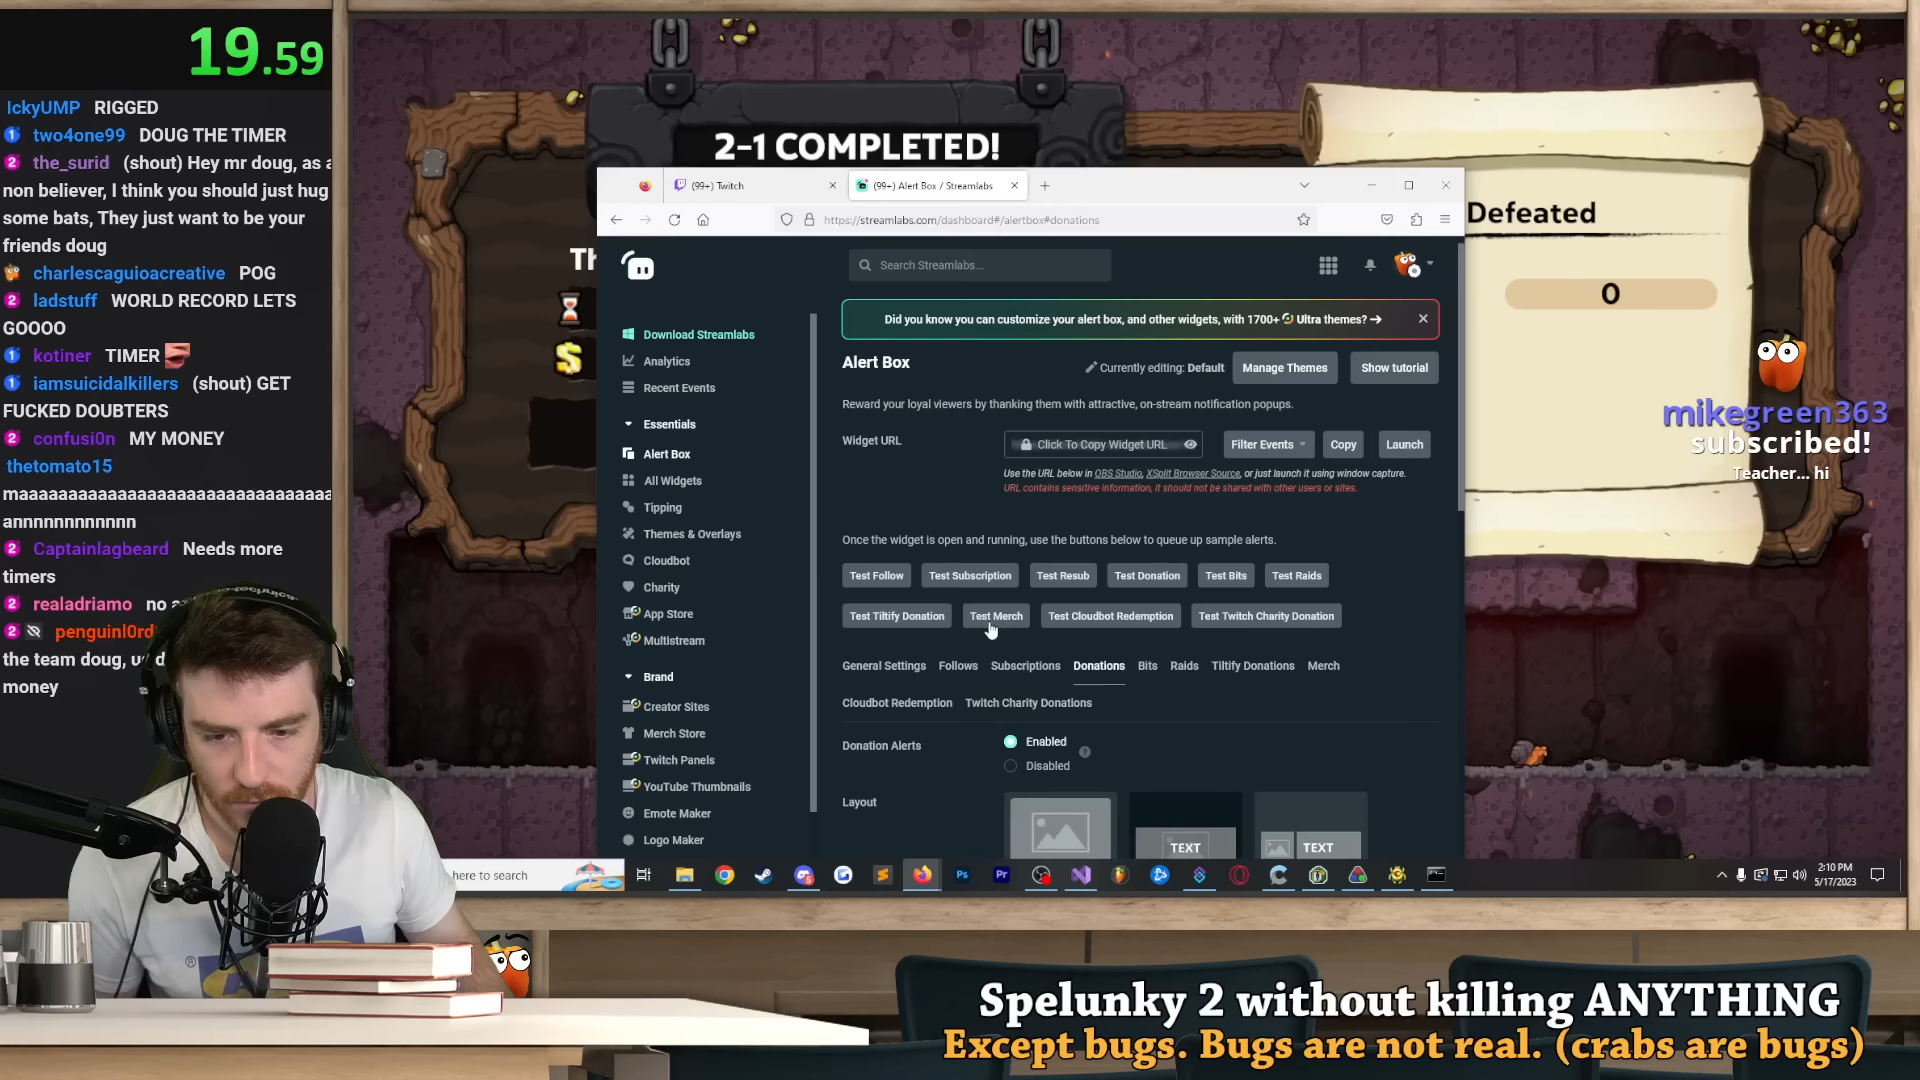 19.59
IckyUMP RIGGED
two4one99 DOUG THE TIMER
the_surid (shout) Hey mr doug, as a
non believer, I think you should just hug
some bats, They just want to be your
friends doug
charlescaguioacreative POG
ladstuff WORLD RECORD LETS
GOOOO
kotiner TIMER
iamsuicidalkillers (shout) GET
FUCKED DOUBTERS
confusi0n MY MONEY
thetomato15
maaaaaaaaaaaaaaaaaaaaaaaaaaaaaa
annnnnnnnnnnn
Captainlagbeard Needs more
timers
realadriamo
penguinl0rd
the team doug,
money
2-1 COMPLETED!
Defeated
0
(99+) Twitch
(99+) Alert Box / Streamlabs
https://streamlabs.com/dashboard#/alertbox#donations
Search Streamlabs...
Download Streamlabs
Analytics
Recent Events
Essentials
Alert Box
All Widgets
Tipping
Themes & Overlays
Cloudbot
Charity
App Store
Multistream
Brand
Creator Sites
Merch Store
Twitch Panels
YouTube Thumbnails
Emote Maker
Logo Maker
Did you know you can customize your alert box, and other widgets, with 1700+ Ultra themes? →
Alert Box
Currently editing: Default
Manage Themes
Show tutorial
Reward your loyal viewers by thanking them with attractive, on-stream notification popups.
Widget URL
Click To Copy Widget URL
Filter Events
Copy
Launch
Use the URL below in OBS Studio, XSplit Browser Source, or just launch it using window capture.
URL contains sensitive information, it should not be shared with other users or sites.
Once the widget is open and running, use the buttons below to queue up sample alerts.
Test Follow
Test Subscription
Test Resub
Test Donation
Test Bits
Test Raids
Test Tiltify Donation
Test Merch
Test Cloudbot Redemption
Test Twitch Charity Donation
General Settings
Follows
Subscriptions
Donations
Bits
Raids
Tiltify Donations
Merch
Cloudbot Redemption
Twitch Charity Donations
Donation Alerts
Enabled
Disabled
Layout
TEXT
TEXT
mikegreen363
subscribed!
Teacher... hi
here to search
Ps
Pr
2:10 PM
5/17/2023
Spelunky 2 without killing ANYTHING
Except bugs. Bugs are not real. (crabs are bugs)